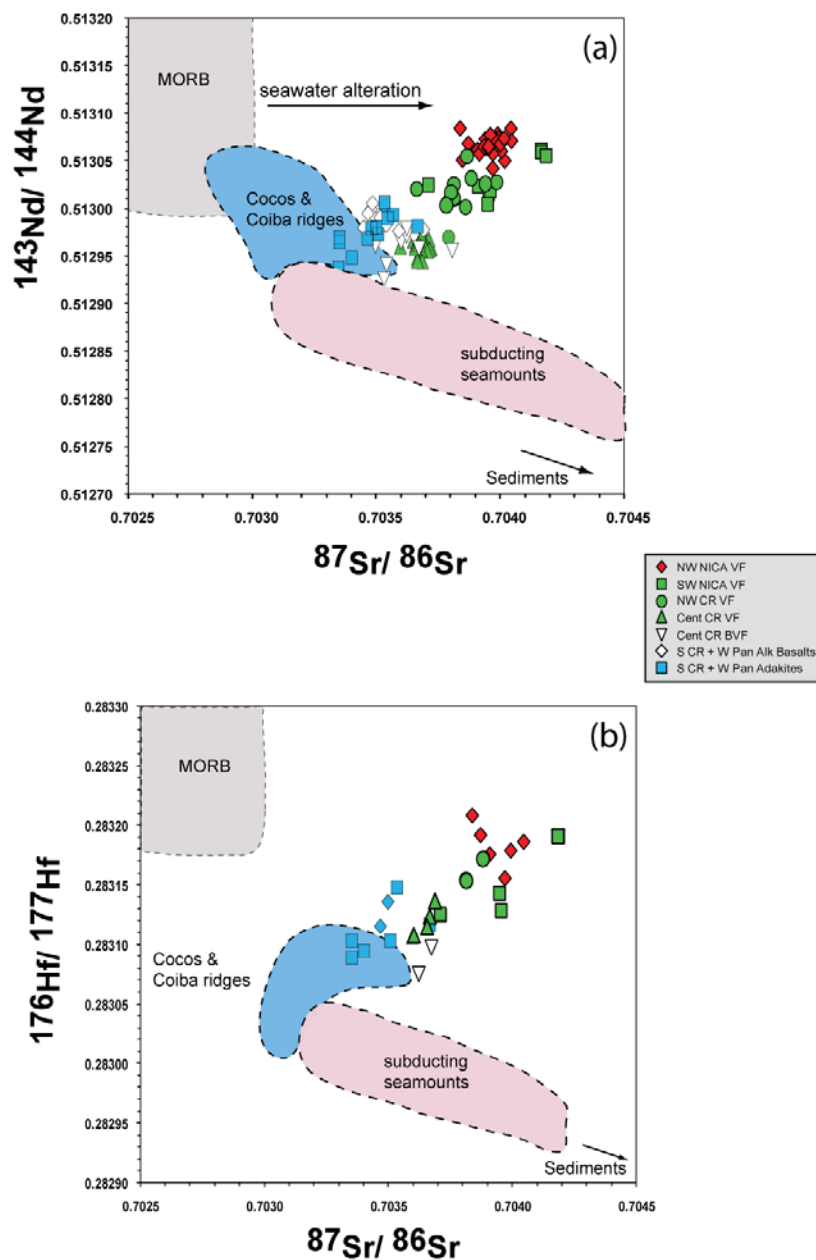 (a)
0.51320
0.51315
0.51310
0.51305
0.51300
0.51295
0.51290
0.51285
0.51280
0.51275
0.51270
143Nd/ 144Nd
MORB
seawater alteration
Cocos &
Coiba ridges
subducting
seamounts
Sediments
0.7025
0.7030
0.7035
0.7040
0.7045
87Sr/ 86Sr
NW NICA VF
SW NICA VF
NW CR VF
Cent CR VF
Cent CR BVF
S CR + W Pan Alk Basalts
S CR + W Pan Adakites
(b)
0.28330
0.28325
0.28320
0.28315
0.28310
0.28305
0.28300
0.28295
0.28290
176Hf/ 177Hf
MORB
Cocos &
Coiba ridges
subducting
seamounts
Sediments
0.7025
0.7030
0.7035
0.7040
0.7045
87Sr/ 86Sr